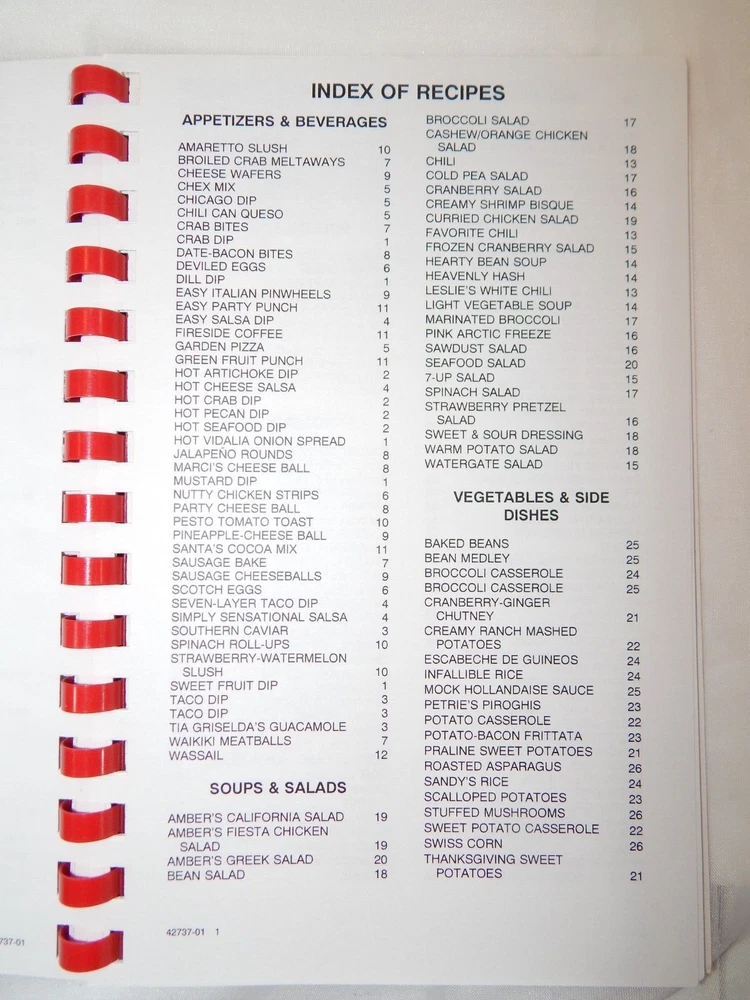 INDEX OF RECIPES
APPETIZERS & BEVERAGES
AMARETTO SLUSH 10
BROILED CRAB MELTAWAYS 7
CHEESE WAFERS 9
CHEX MIX 5
CHICAGO DIP 5
CHILI CAN QUESO 5
CRAB BITES 7
CRAB DIP 1
DATE-BACON BITES 8
DEVILED EGGS 6
DILL DIP 1
EASY ITALIAN PINWHEELS 9
EASY PARTY PUNCH 11
EASY SALSA DIP 4
FIRESIDE COFFEE 11
GARDEN PIZZA 5
GREEN FRUIT PUNCH 11
HOT ARTICHOKE DIP 2
HOT CHEESE SALSA 4
HOT CRAB DIP 2
HOT PECAN DIP 2
HOT SEAFOOD DIP 2
HOT VIDALIA ONION SPREAD 1
JALAPEÑO ROUNDS 8
MARCI'S CHEESE BALL 8
MUSTARD DIP 1
NUTTY CHICKEN STRIPS 6
PARTY CHEESE BALL 8
PESTO TOMATO TOAST 10
PINEAPPLE-CHEESE BALL 9
SANTA'S COCOA MIX 11
SAUSAGE BAKE 7
SAUSAGE CHEESEBALLS 9
SCOTCH EGGS 6
SEVEN-LAYER TACO DIP 4
SIMPLY SENSATIONAL SALSA 4
SOUTHERN CAVIAR 3
SPINACH ROLL-UPS 10
STRAWBERRY-WATERMELON
SLUSH 10
SWEET FRUIT DIP 1
TACO DIP 3
TACO DIP 3
TIA GRISELDA'S GUACAMOLE 3
WAIKIKI MEATBALLS 7
WASSAIL 12
SOUPS & SALADS
AMBER'S CALIFORNIA SALAD 19
AMBER'S FIESTA CHICKEN
SALAD 19
AMBER'S GREEK SALAD 20
BEAN SALAD 18
BROCCOLI SALAD 17
CASHEW/ORANGE CHICKEN
SALAD 18
CHILI 13
COLD PEA SALAD 17
CRANBERRY SALAD 16
CREAMY SHRIMP BISQUE 14
CURRIED CHICKEN SALAD 19
FAVORITE CHILI 13
FROZEN CRANBERRY SALAD 15
HEARTY BEAN SOUP 14
HEAVENLY HASH 14
LESLIE'S WHITE CHILI 13
LIGHT VEGETABLE SOUP 14
MARINATED BROCCOLI 17
PINK ARCTIC FREEZE 16
SAWDUST SALAD 16
SEAFOOD SALAD 20
7-UP SALAD 15
SPINACH SALAD 17
STRAWBERRY PRETZEL
SALAD 16
SWEET & SOUR DRESSING 18
WARM POTATO SALAD 18
WATERGATE SALAD 15
VEGETABLES & SIDE
DISHES
BAKED BEANS 25
BEAN MEDLEY 25
BROCCOLI CASSEROLE 24
BROCCOLI CASSEROLE 25
CRANBERRY-GINGER
CHUTNEY 21
CREAMY RANCH MASHED
POTATOES 22
ESCABECHE DE GUINEOS 24
INFALLIBLE RICE 24
MOCK HOLLANDAISE SAUCE 25
PETRIE'S PIROGHIS 23
POTATO CASSEROLE 22
POTATO-BACON FRITTATA 23
PRALINE SWEET POTATOES 21
ROASTED ASPARAGUS 26
SANDY'S RICE 24
SCALLOPED POTATOES 23
STUFFED MUSHROOMS 26
SWEET POTATO CASSEROLE 22
SWISS CORN 26
THANKSGIVING SWEET
POTATOES 21
42737-01 1
737-01